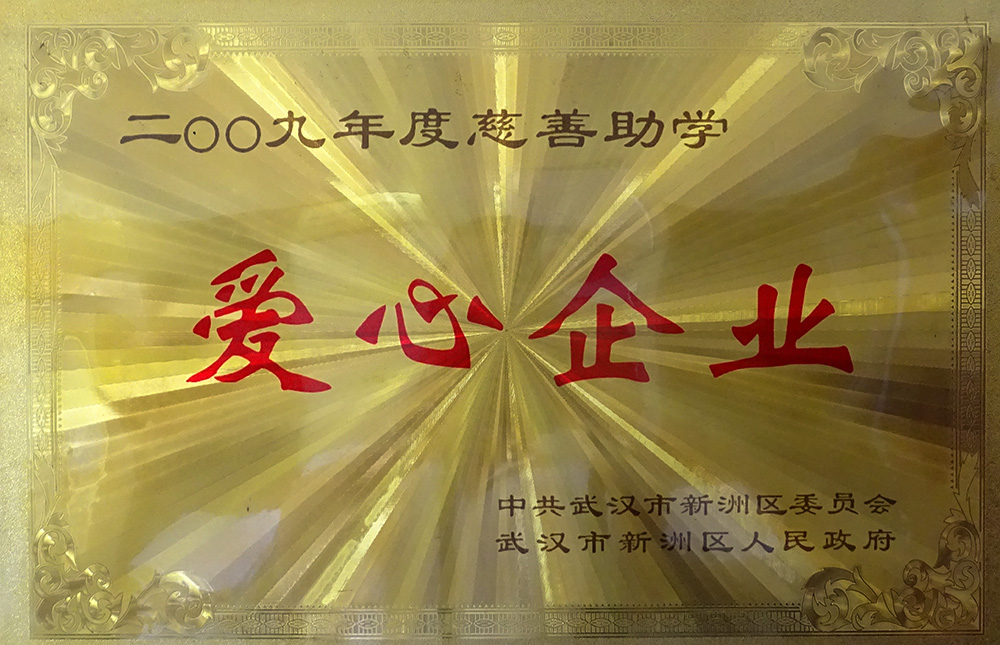 二〇〇九年度慈善助学
爱心企业
中共武汉市新洲区委员会
武汉市新洲区人民政府